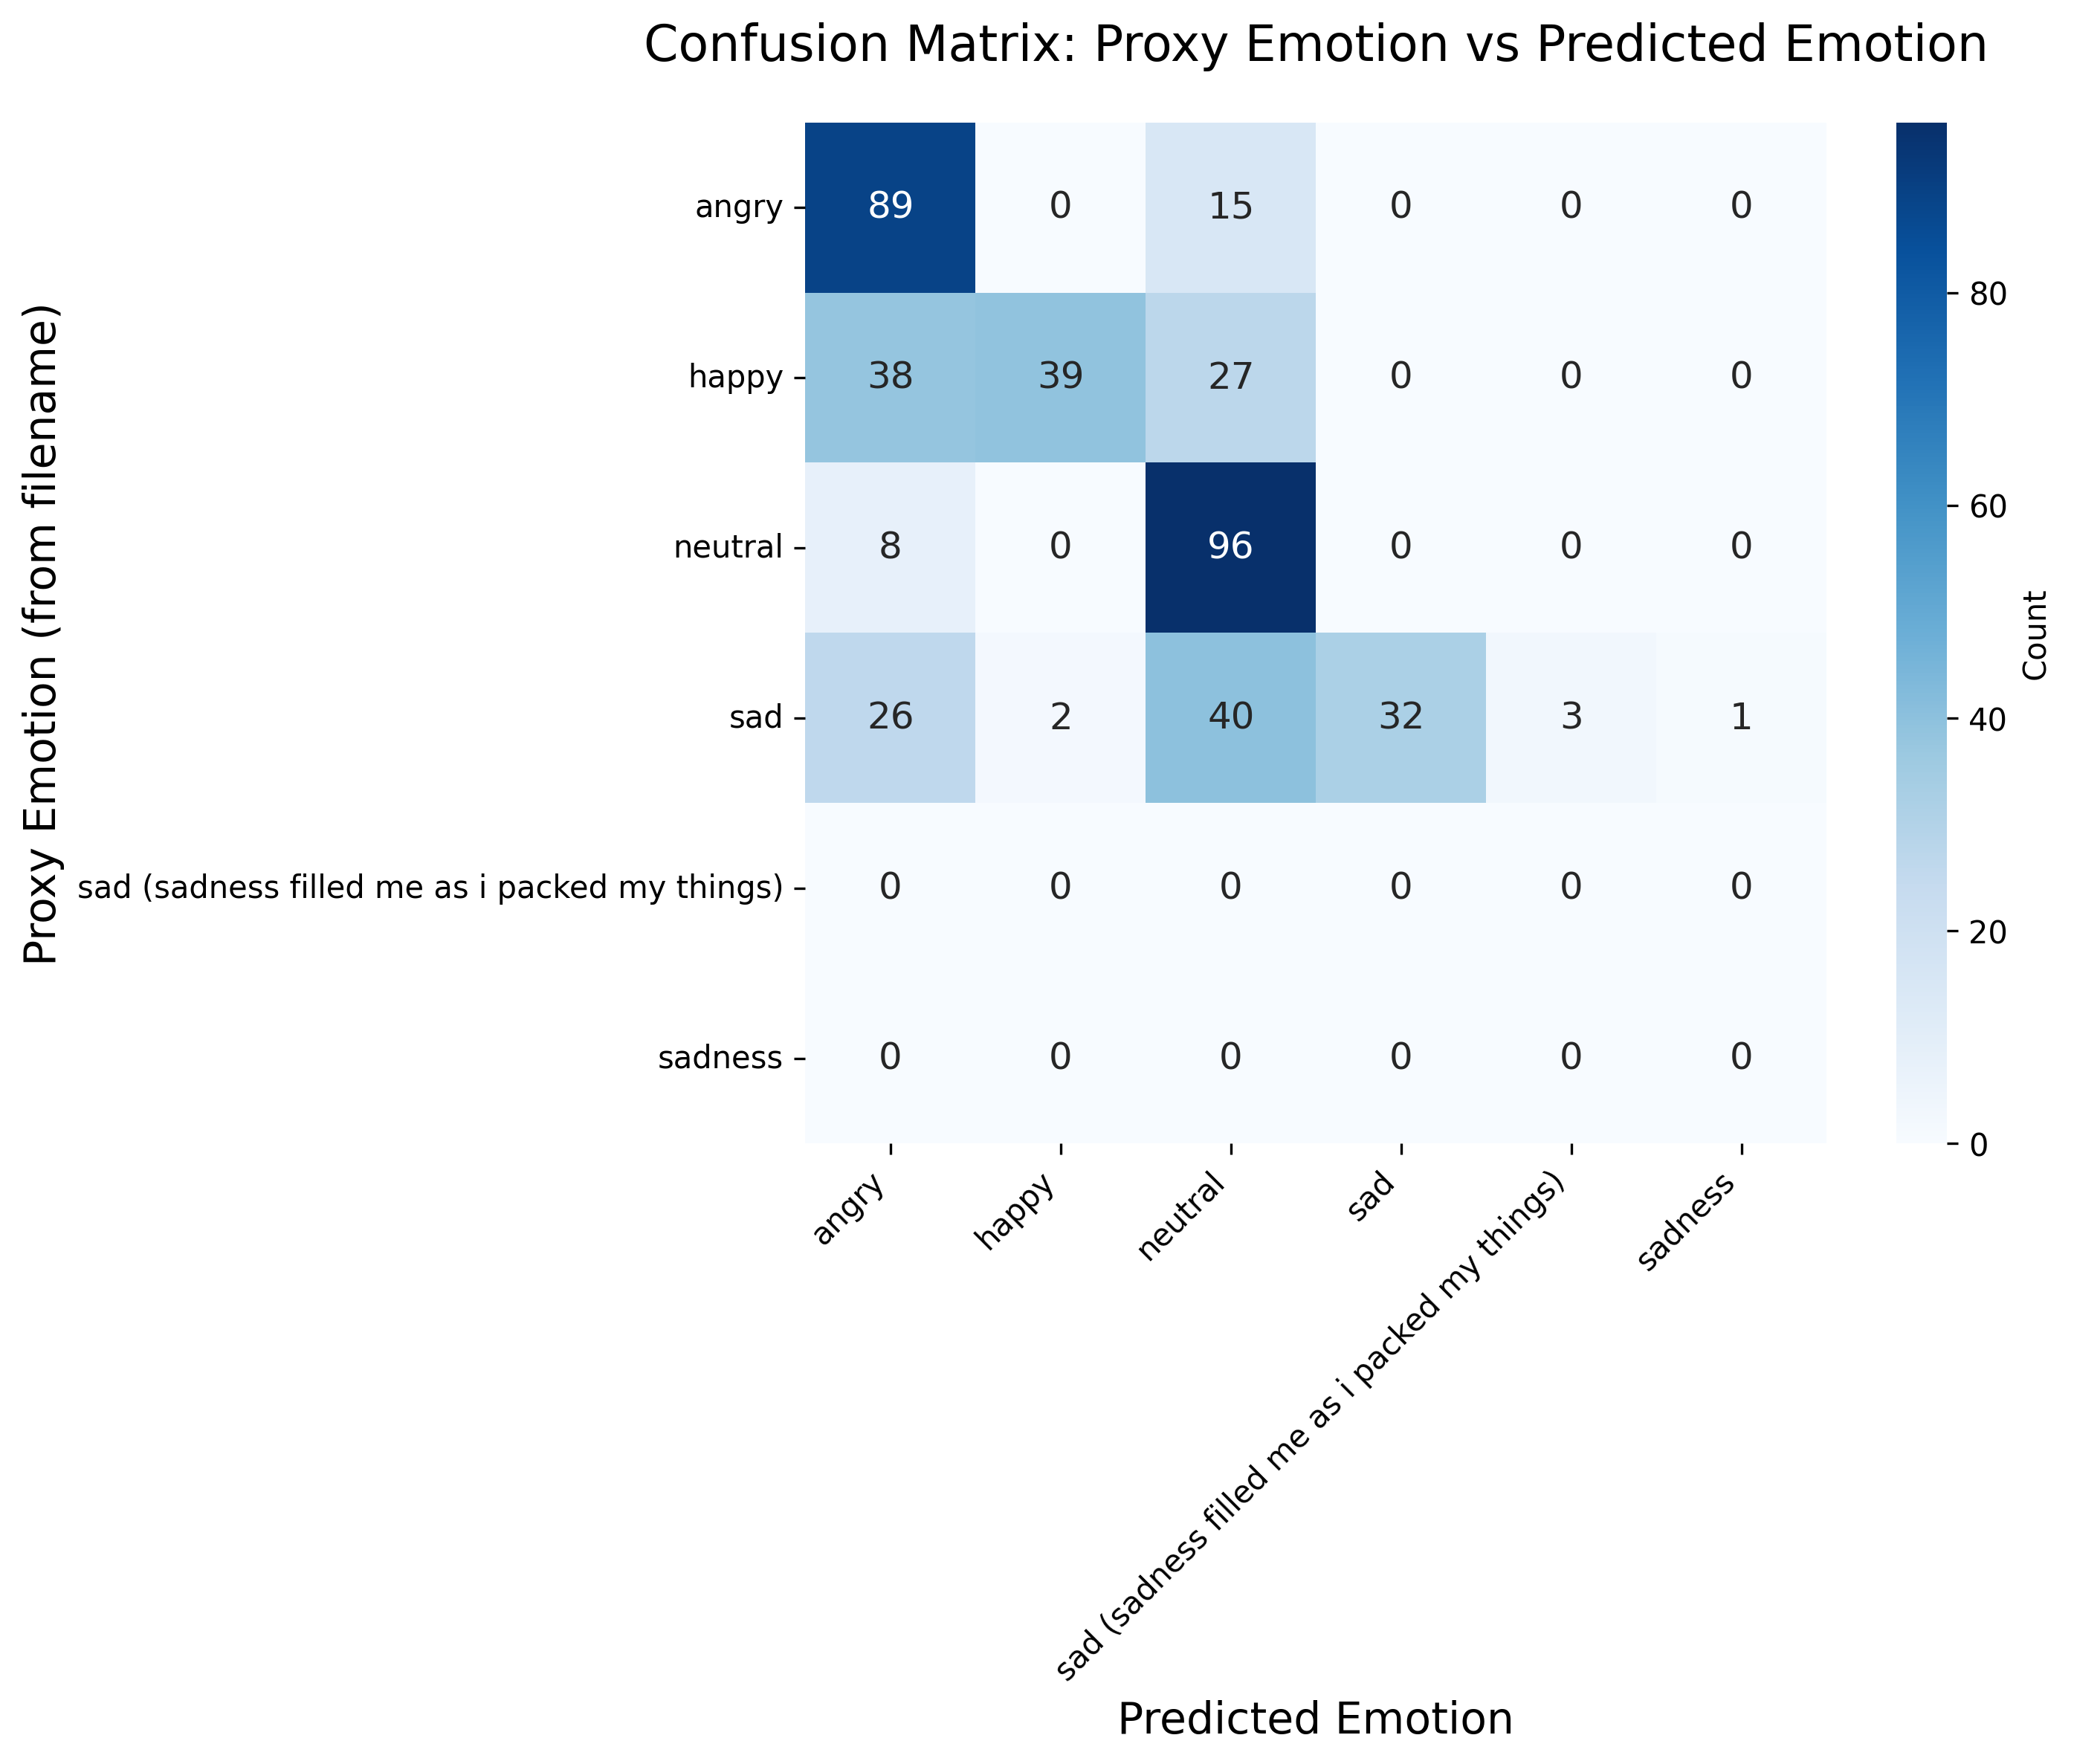 Confusion Matrix: Proxy Emotion vs Predicted Emotion
Proxy Emotion (from filename)
angry
89 0 15 0 0 0
happy
38 39 27 0 0 0
neutral
8 0 96 0 0 0
sad
26 2 40 32 3 1
sad (sadness filled me as i packed my things)
0 0 0 0 0 0
sadness
0 0 0 0 0 0
angry
happy
neutral
sad
sad (sadness filled me as i packed my things)
sadness
Predicted Emotion
80
60
40
20
0
Count